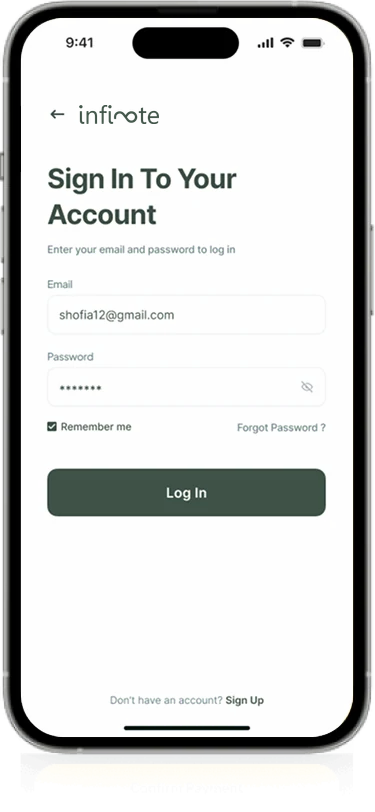 9:41
infinote
Sign In To Your
Account
Enter your email and password to log in
Email
shofia12@gmail.com
Password
*******
Remember me
Forgot Password ?
Log In
Don't have an account? Sign Up